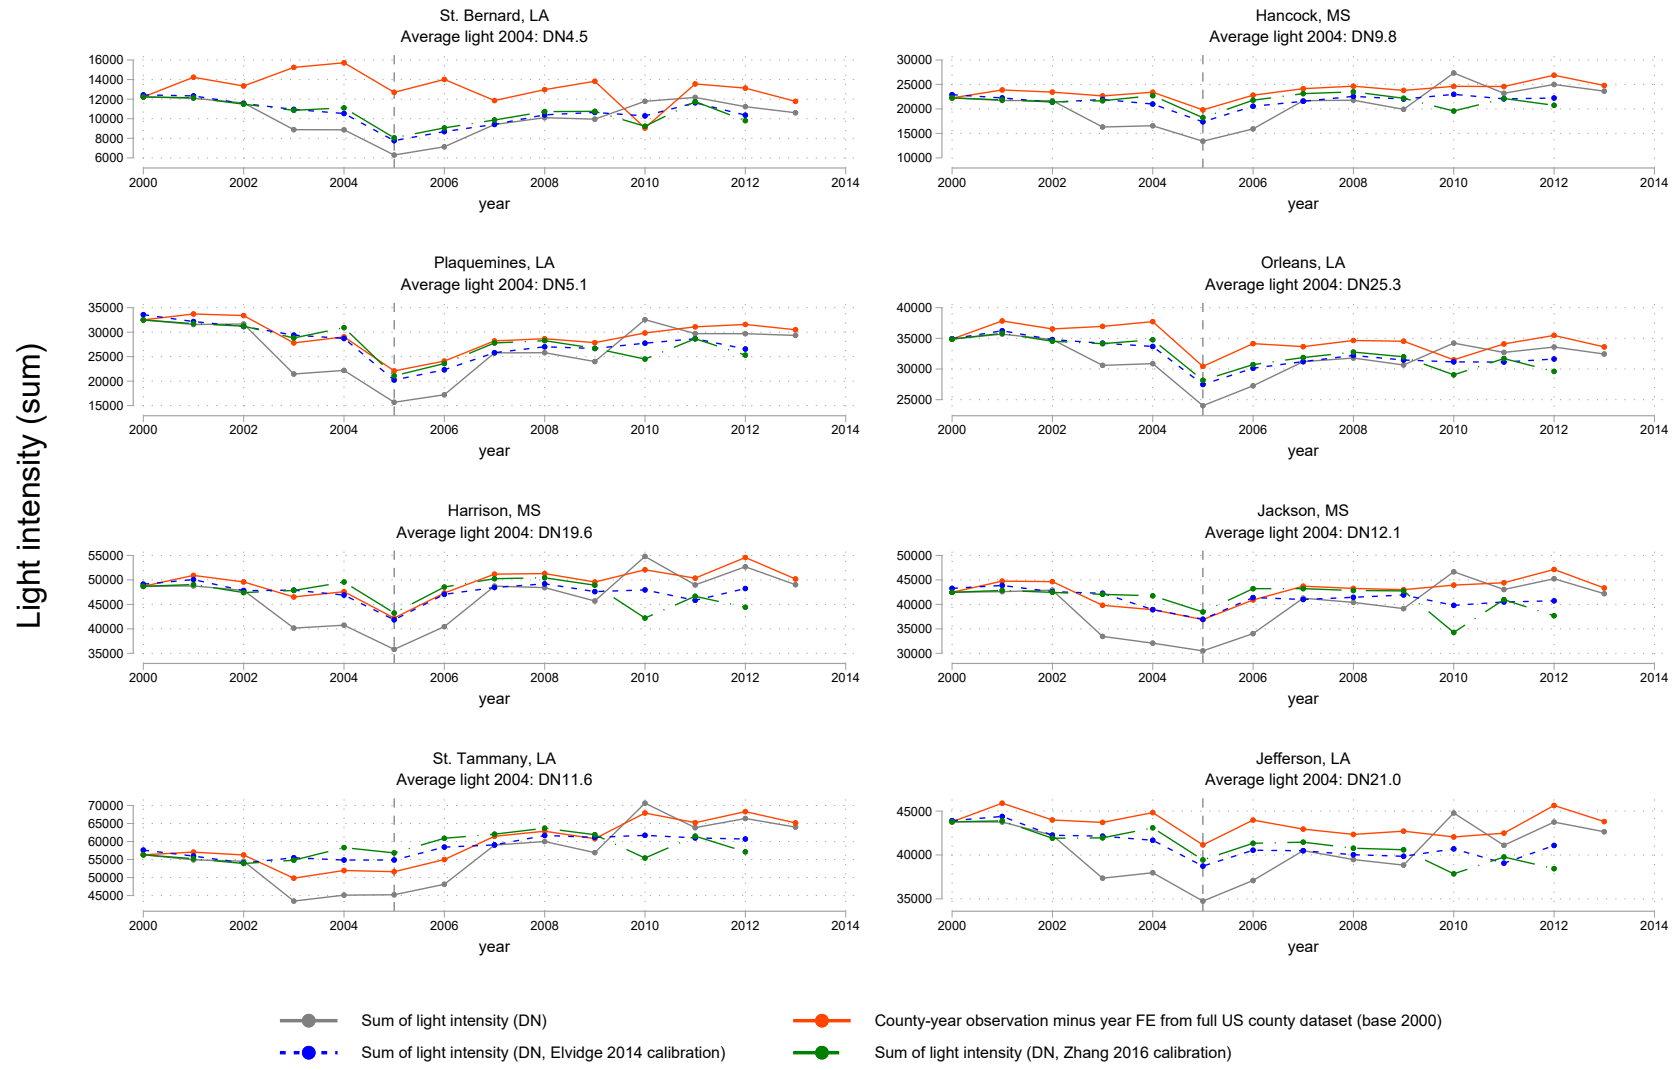 Light intensity (sum)
St. Bernard, LA
Average light 2004: DN4.5
16000
14000
12000
10000
8000
6000
2000 2002 2004 2006 2008 2010 2012 2014
year
Hancock, MS
Average light 2004: DN9.8
30000
25000
20000
15000
10000
2000 2002 2004 2006 2008 2010 2012 2014
year
Plaquemines, LA
Average light 2004: DN5.1
35000
30000
25000
20000
15000
2000 2002 2004 2006 2008 2010 2012 2014
year
Orleans, LA
Average light 2004: DN25.3
40000
35000
30000
25000
2000 2002 2004 2006 2008 2010 2012 2014
year
Harrison, MS
Average light 2004: DN19.6
55000
50000
45000
40000
35000
2000 2002 2004 2006 2008 2010 2012 2014
year
Jackson, MS
Average light 2004: DN12.1
50000
45000
40000
35000
30000
2000 2002 2004 2006 2008 2010 2012 2014
year
St. Tammany, LA
Average light 2004: DN11.6
70000
65000
60000
55000
50000
45000
2000 2002 2004 2006 2008 2010 2012 2014
year
Jefferson, LA
Average light 2004: DN21.0
45000
40000
35000
2000 2002 2004 2006 2008 2010 2012 2014
year
Sum of light intensity (DN)
County-year observation minus year FE from full US county dataset (base 2000)
Sum of light intensity (DN, Elvidge 2014 calibration)
Sum of light intensity (DN, Zhang 2016 calibration)